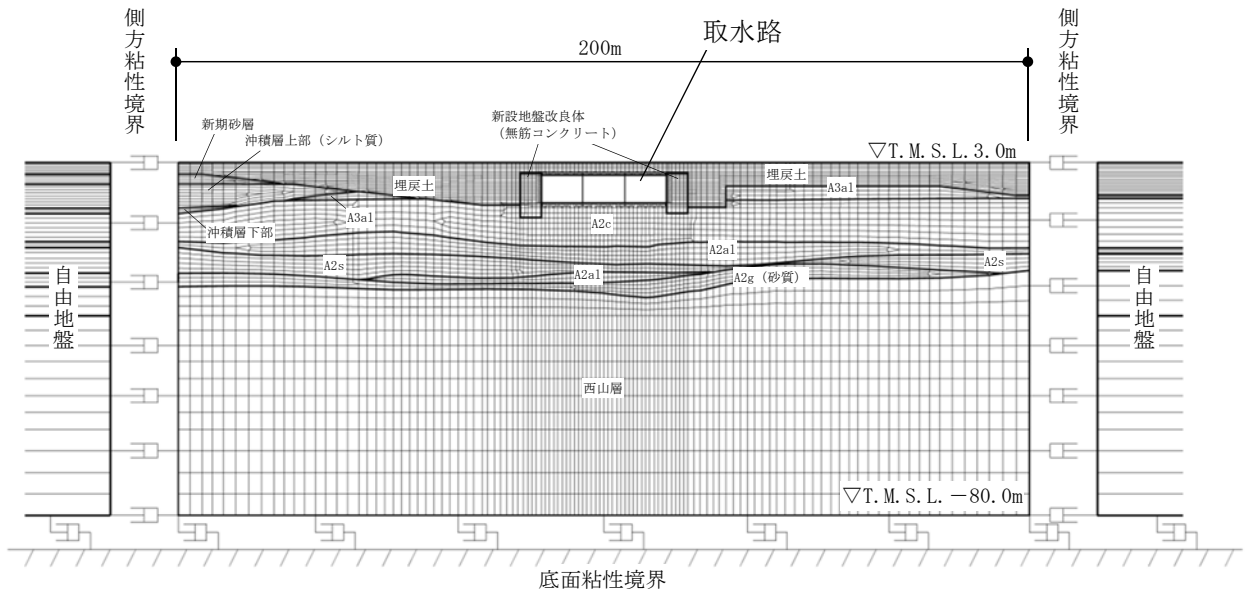 側方粘性境界
側方粘性境界
取水路
200m
新設地盤改良体
（無筋コンクリート）
新期砂層
沖積層上部（シルト質）
▽T.M.S.L.3.0m
埋戻土
埋戻土
A3a1
A3a1
沖積層下部
A2c
A2a1
A2s
A2a1
A2g（砂質）
A2s
自由地盤
自由地盤
西山層
▽T.M.S.L.－80.0m
底面粘性境界